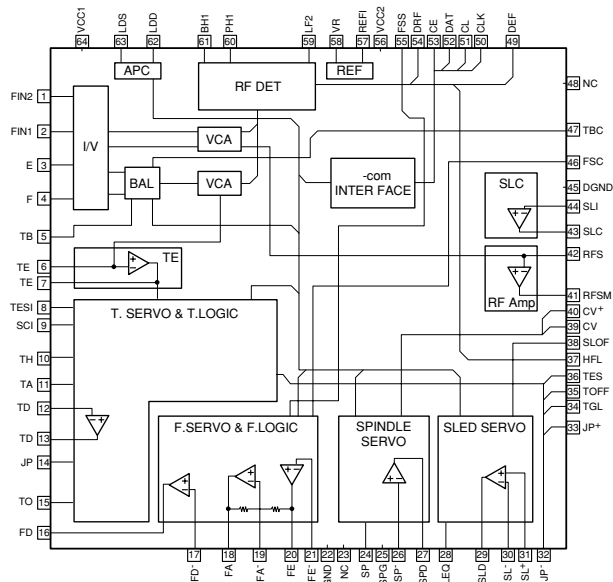 64 VCC1
63 LDS
62 LDD
61 BH1
60 PH1
59 LF2
58 VR
57 REFI
56 VCC2
55 FSS
54 DRF
53 CE
52 DAT
51 CL
50 CLK
49 DEF
FIN2 1
FIN1 2
E 3
F 4
TB 5
TE 6
TE 7
TESI 8
SCI 9
TH 10
TA 11
TD 12
TD 13
JP 14
TO 15
FD 16
APC
RF DET
REF
I/V
VCA
BAL
VCA
-com
INTER FACE
SLC
TE
RF Amp
T. SERVO & T.LOGIC
F.SERVO & F.LOGIC
SPINDLE
SERVO
SLED SERVO
48 NC
47 TBC
46 FSC
45 DGND
44 SLI
43 SLC
42 RFS
41 RFSM
40 CV+
39 CV
38 SLOF
37 HFL
36 TES
35 TOFF
34 TGL
33 JP+
17 FD-
18 FA
19 FA-
20 FE
21 FE-
22 GND
23 NC
24 SP
25 SPG
26 SP-
27 SPD
28 LEQ
29 SLD
30 SL-
31 SL+
32 JP-